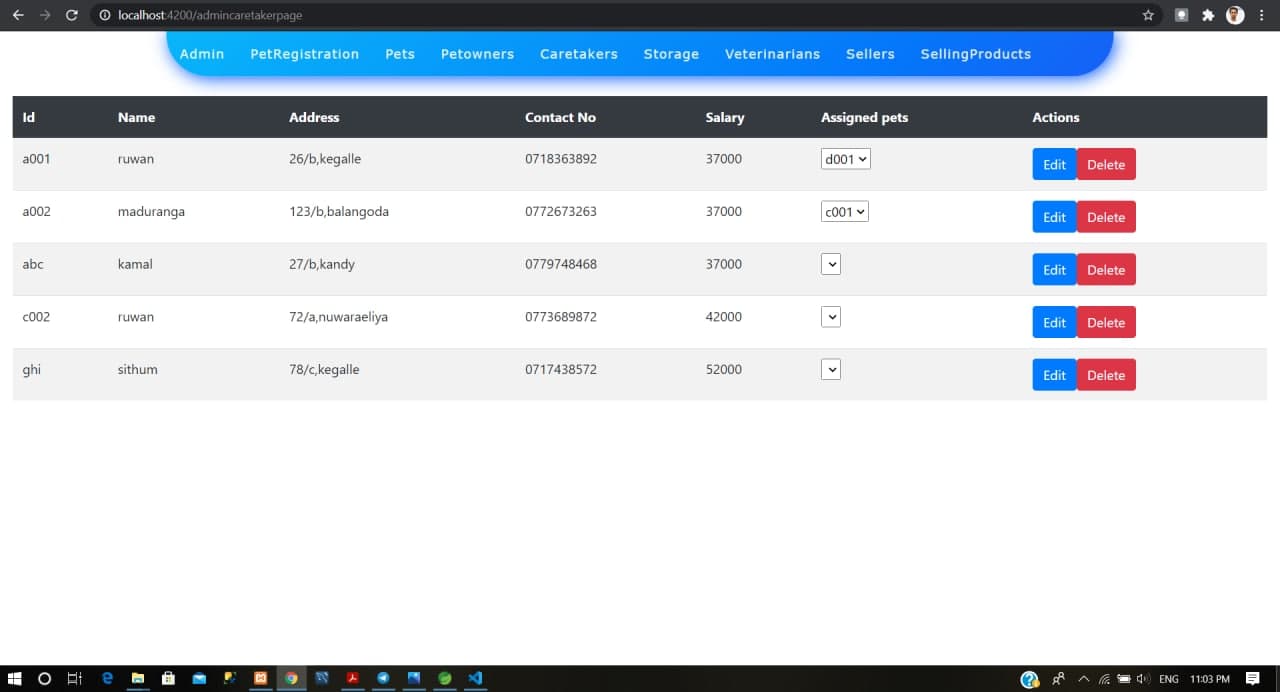 localhost:4200/admincaretakerpage
Admin PetRegistration Pets Petowners Caretakers Storage Veterinarians Sellers SellingProducts
Id Name Address Contact No Salary Assigned pets Actions
a001 ruwan 26/b,kegalle 0718363892 37000 d001 Edit Delete
a002 maduranga 123/b,balangoda 0772673263 37000 c001 Edit Delete
abc kamal 27/b,kandy 0779748468 37000 Edit Delete
c002 ruwan 72/a,nuwaraeliya 0773689872 42000 Edit Delete
ghi sithum 78/c,kegalle 0717438572 52000 Edit Delete
ENG 11:03 PM